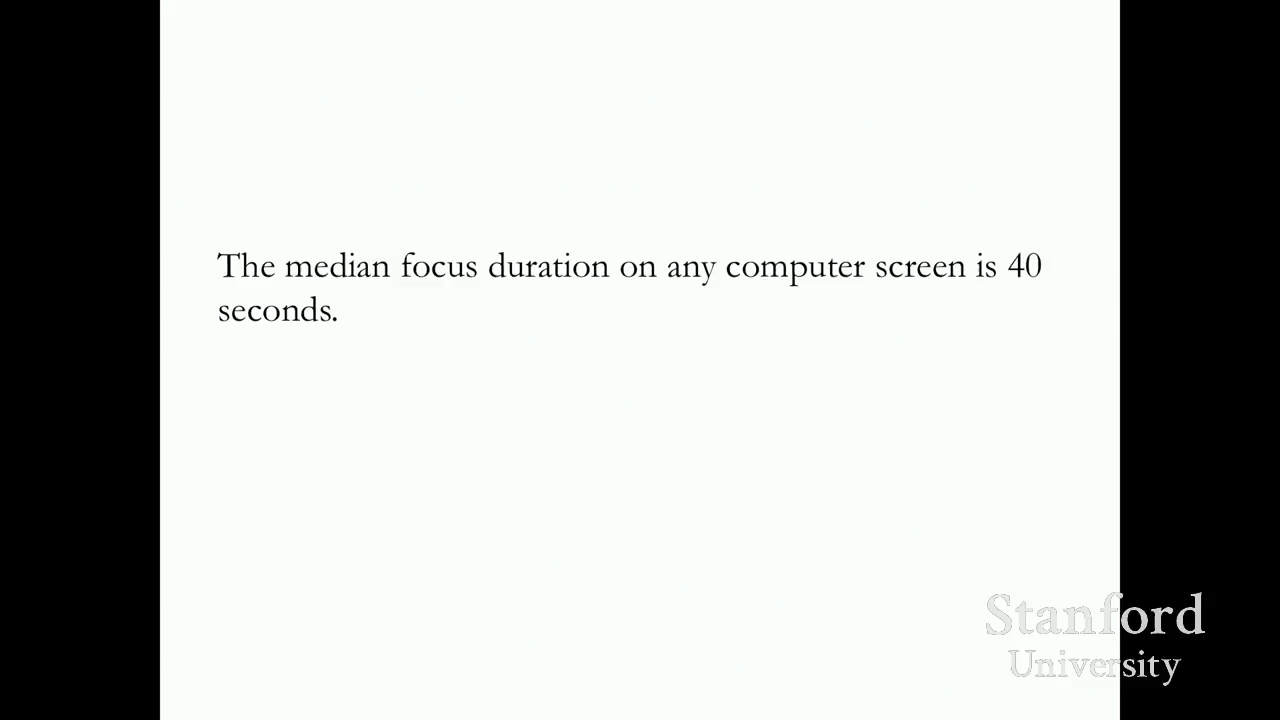 The median focus duration on any computer screen is 40
seconds.
Stanford
University